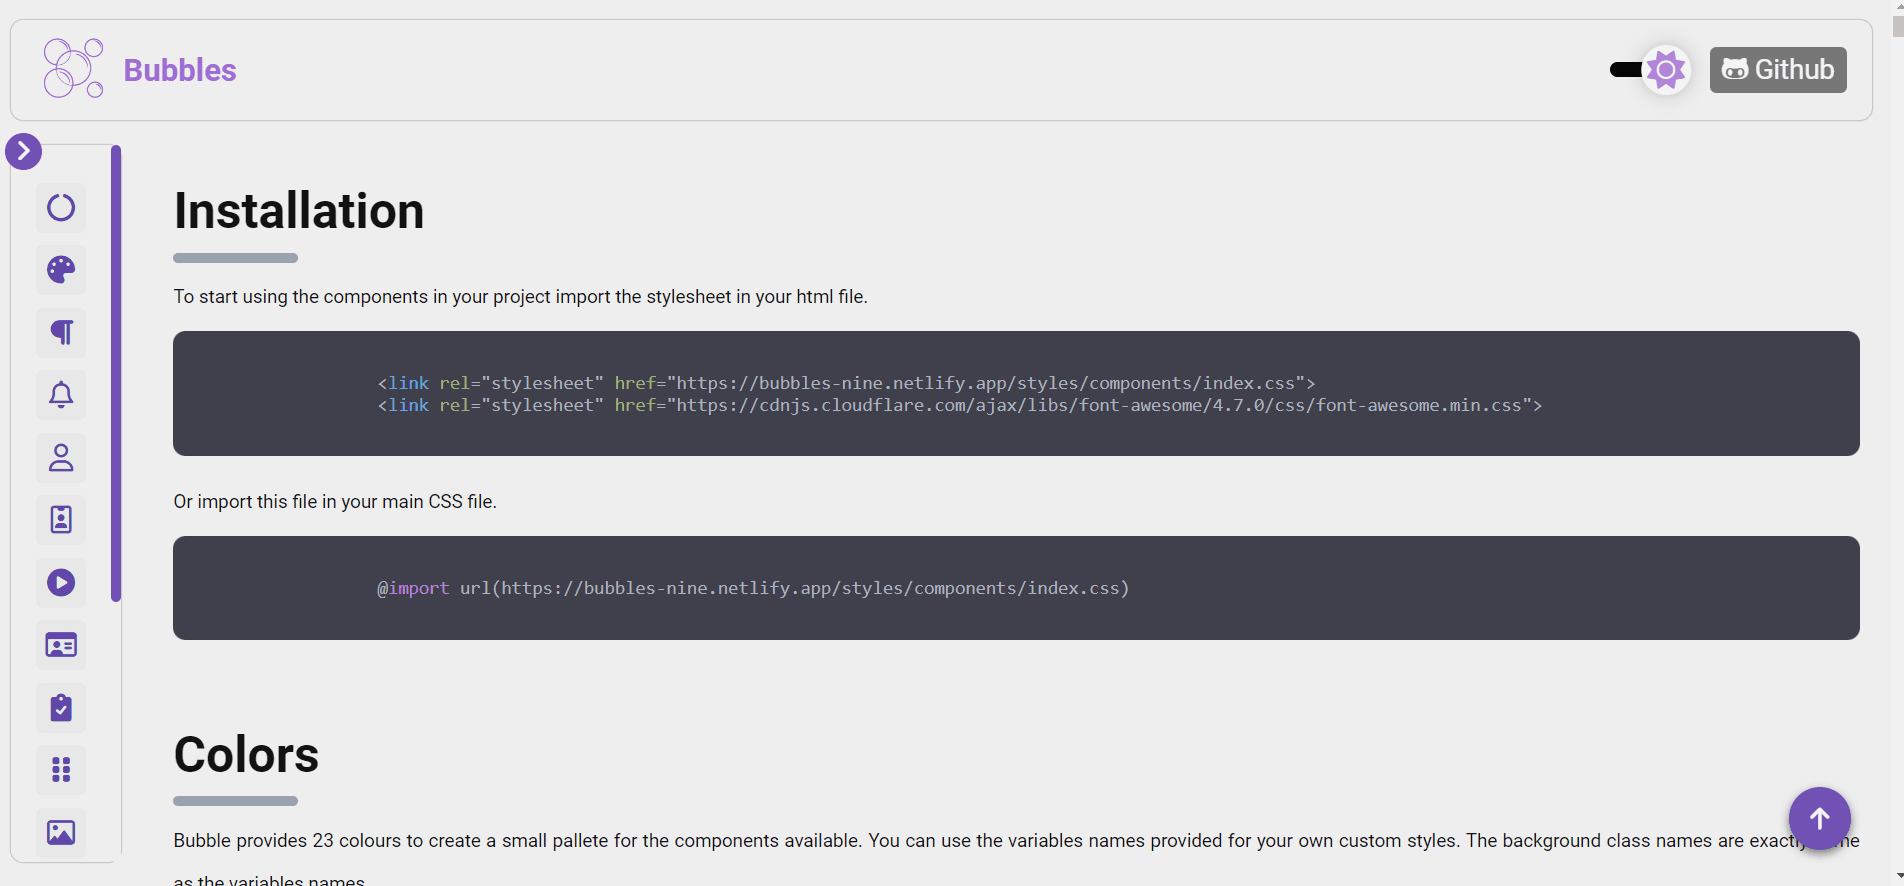 Bubbles
Github
Installation
To start using the components in your project import the stylesheet in your html file.
<link rel="stylesheet" href="https://bubbles-nine.netlify.app/styles/components/index.css">
<link rel="stylesheet" href="https://cdnjs.cloudflare.com/ajax/libs/font-awesome/4.7.0/css/font-awesome.min.css">
Or import this file in your main CSS file.
@import url(https://bubbles-nine.netlify.app/styles/components/index.css)
Colors
Bubble provides 23 colours to create a small pallete for the components available. You can use the variables names provided for your own custom styles. The background class names are
as the variables names.